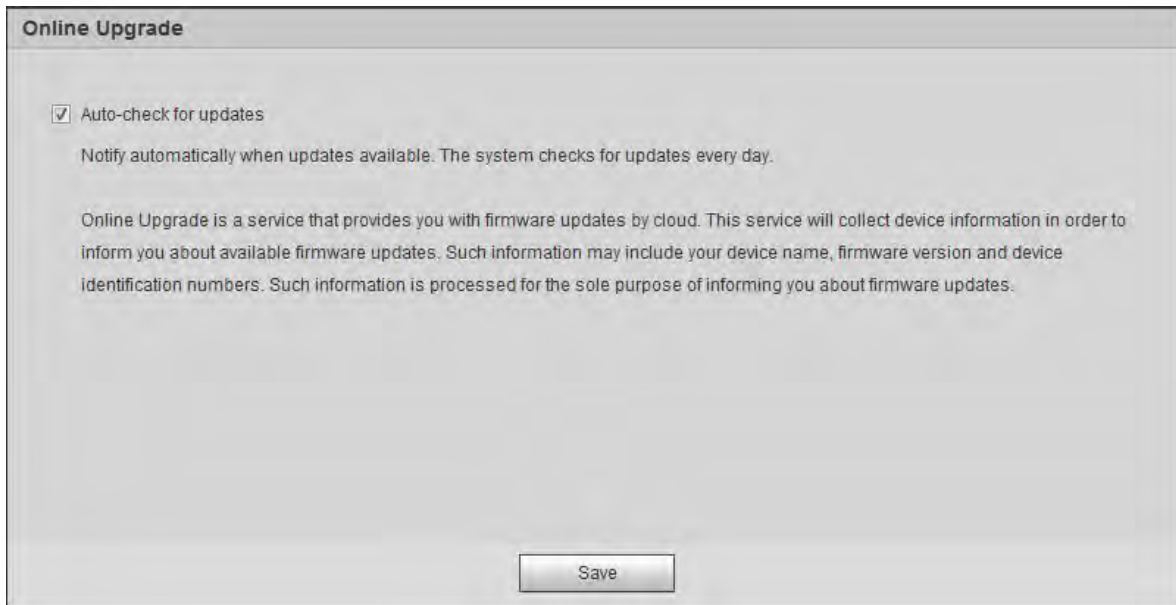 Online Upgrade
Auto-check for updates
Notify automatically when updates available. The system checks for updates every day.
Online Upgrade is a service that provides you with firmware updates by cloud. This service will collect device information in order to
inform you about available firmware updates. Such information may include your device name, firmware version and device
identification numbers. Such information is processed for the sole purpose of informing you about firmware updates.
Save